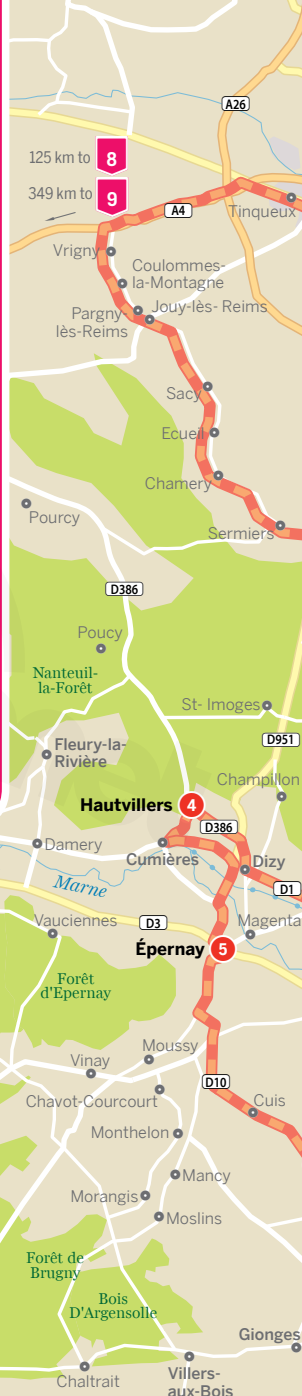 A26
125 km to
8
349 km to
9
A4
Tinqueux
Vrigny
Coulommes-
la-Montagne
Pargny
lès-Reims
Jouy-lès- Reims
Sacy
Ecueil
Chamery
Pourcy
Sermiers
D386
Poucy
Nanteuil-
la-Forêt
St- Imoges
D951
Fleury-la-
Rivière
Champillon
Hautvillers
4
D386
Damery
Cumières
Dizy
Marne
D1
Vauciennes
D3
Magenta
Épernay
5
Forêt
d'Epernay
Moussy
Vinay
D10
Chavot-Courcourt
Cuis
Monthelon
Mancy
Morangis
Moslins
Forêt de
Brugny
Bois
D'Argensolle
Gionges
Chaltrait
Villers-
aux-Bois